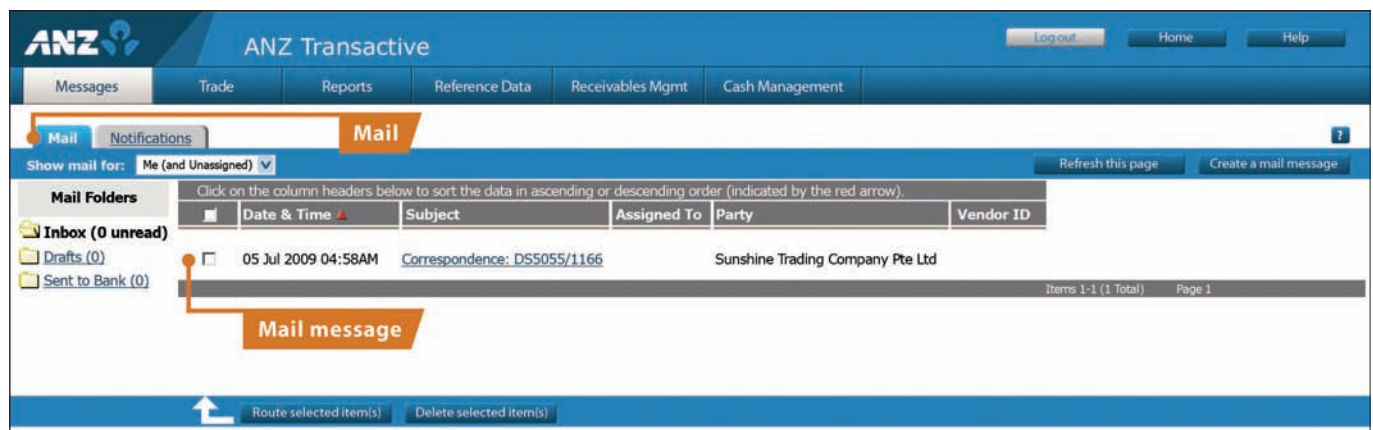 ANZ ANZ Transactive Log out Home Help
Messages Trade Reports Reference Data Receivables Mgmt Cash Management
Mail Notifications Mail ?
Show mail for: Me (and Unassigned) Refresh this page Create a mail message
Mail Folders Click on the column headers below to sort the data in ascending or descending order (indicated by the red arrow).
Date & Time Subject Assigned To Party Vendor ID
Inbox (0 unread)
Drafts (0) 05 Jul 2009 04:58AM Correspondence: DS5055/1166 Sunshine Trading Company Pte Ltd
Sent to Bank (0)
Items 1-1 (1 Total) Page 1
Mail message
Route selected item(s) Delete selected item(s)